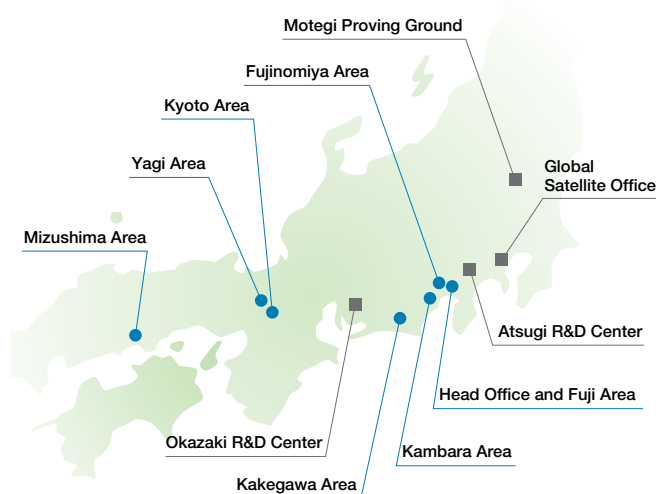 Motegi Proving Ground
Fujinomiya Area
Kyoto Area
Yagi Area
Global
Satellite Office
Mizushima Area
Atsugi R&D Center
Head Office and Fuji Area
Okazaki R&D Center
Kambara Area
Kakegawa Area